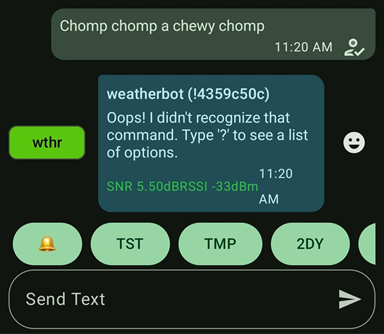 Chomp chomp a chewy chomp
11:20 AM
weatherbot (!4359c50c)
wthr
Oops! I didn't recognize that
command. Type '?' to see a list
of options.
SNR 5.50dBRSSI -33dBm
11:20
AM
TST
TMP
2DY
Send Text